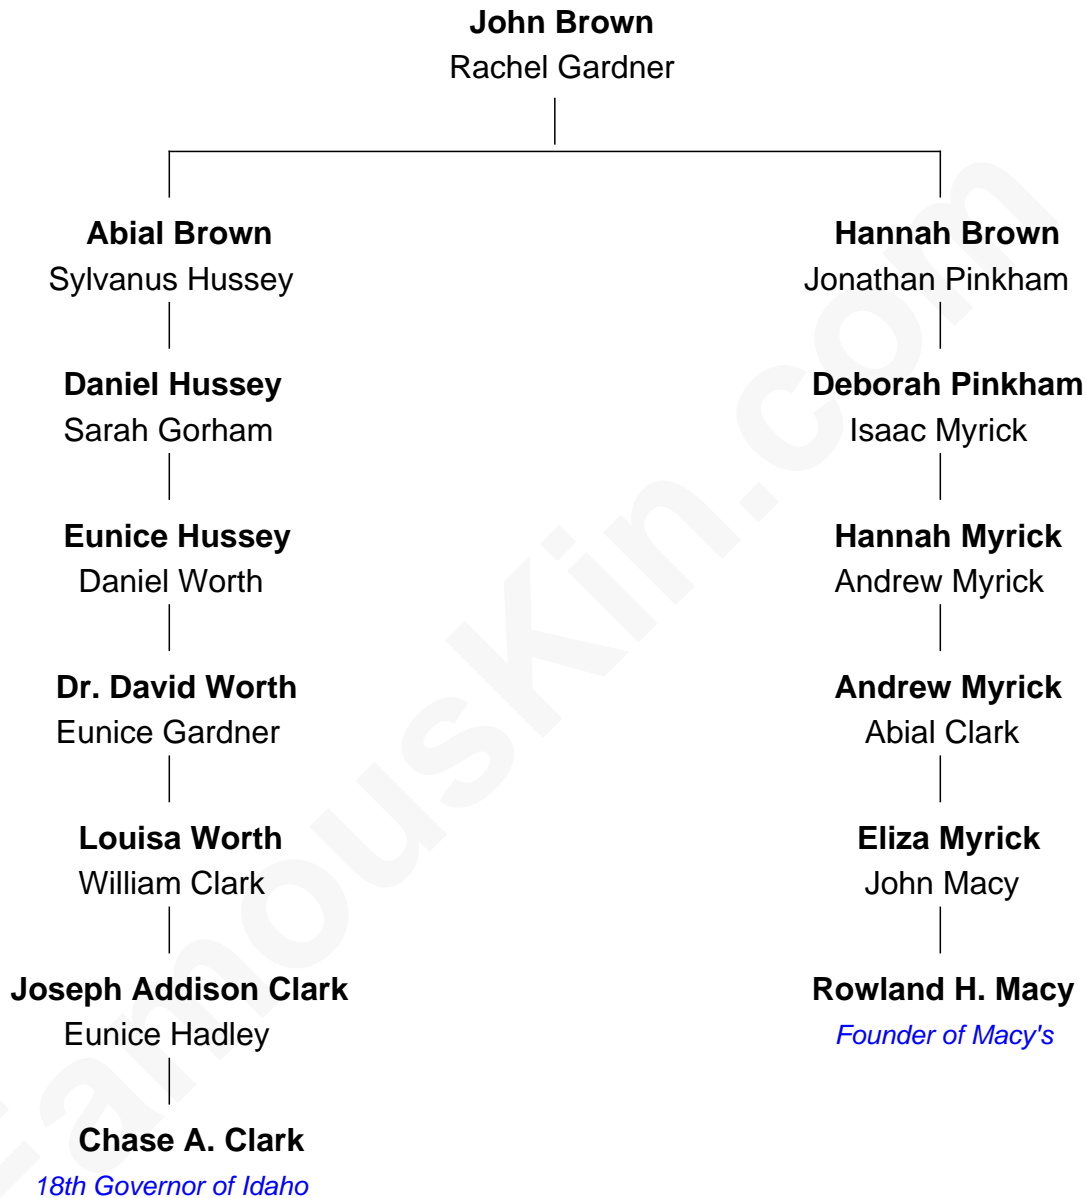 John Brown
Rachel Gardner
Abial Brown
Sylvanus Hussey
Hannah Brown
Jonathan Pinkham
Daniel Hussey
Sarah Gorham
Deborah Pinkham
Isaac Myrick
Eunice Hussey
Daniel Worth
Hannah Myrick
Andrew Myrick
Dr. David Worth
Eunice Gardner
Andrew Myrick
Abial Clark
Louisa Worth
William Clark
Eliza Myrick
John Macy
Joseph Addison Clark
Eunice Hadley
Rowland H. Macy
Founder of Macy's
Chase A. Clark
18th Governor of Idaho
FamousKin.com